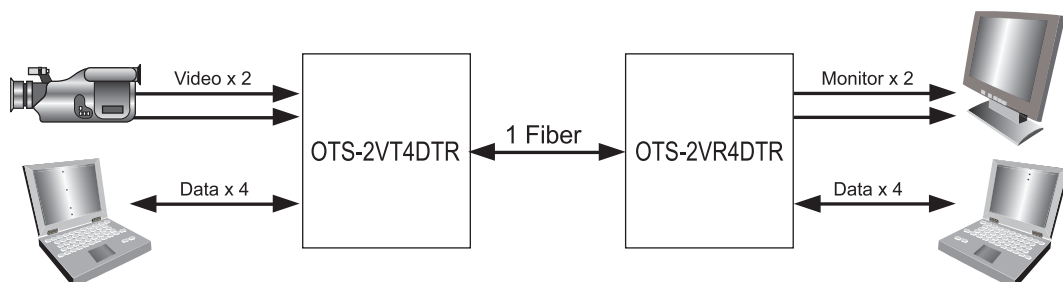 Video x 2
Monitor x 2
OTS-2VT4DTR
1 Fiber
OTS-2VR4DTR
Data x 4
Data x 4